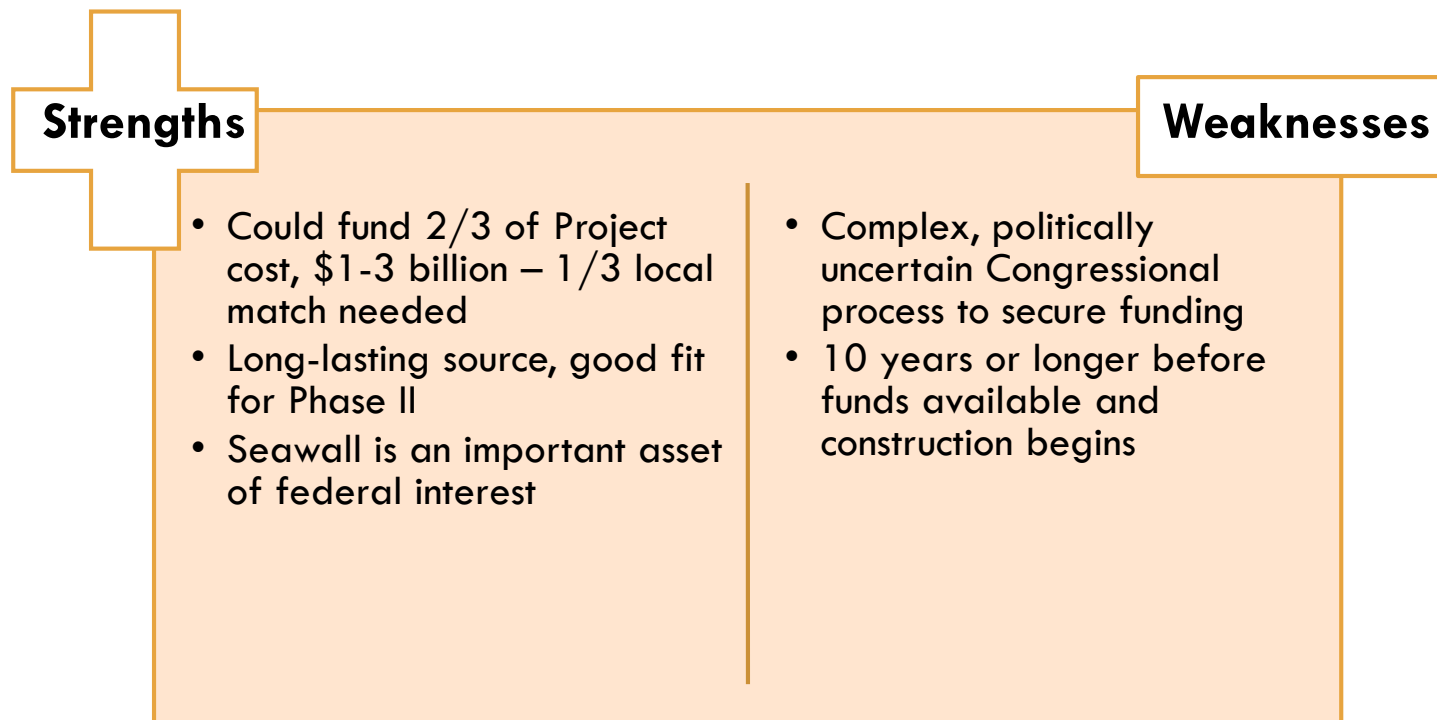 Strengths
Weaknesses
• Could fund 2/3 of Project
cost, $1-3 billion – 1/3 local
match needed
• Long-lasting source, good fit
for Phase II
• Seawall is an important asset
of federal interest
• Complex, politically
uncertain Congressional
process to secure funding
• 10 years or longer before
funds available and
construction begins